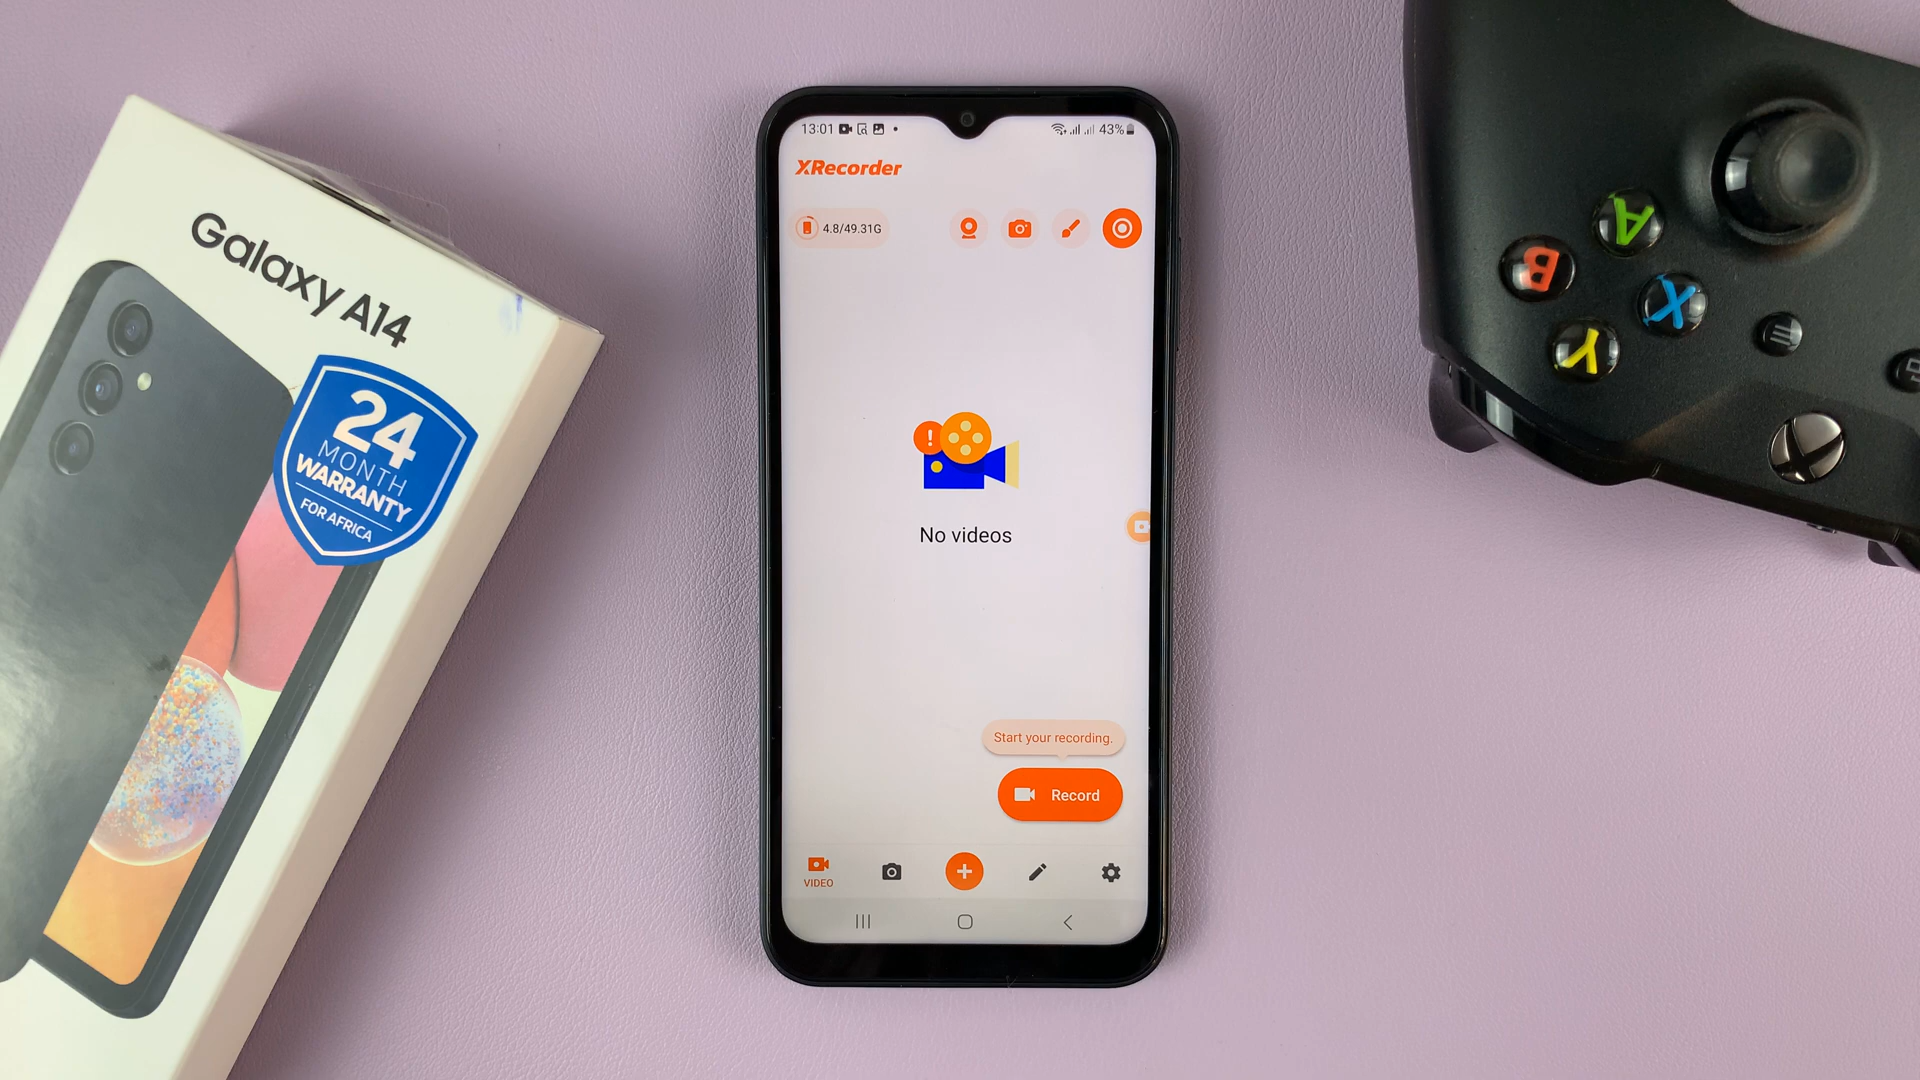 Galaxy A14
24
MONTH
WARRANTY
FOR AFRICA
13:01
43%
XRecorder
4.8/49.31G
No videos
Start your recording.
Record
VIDEO
A
B
X
Y